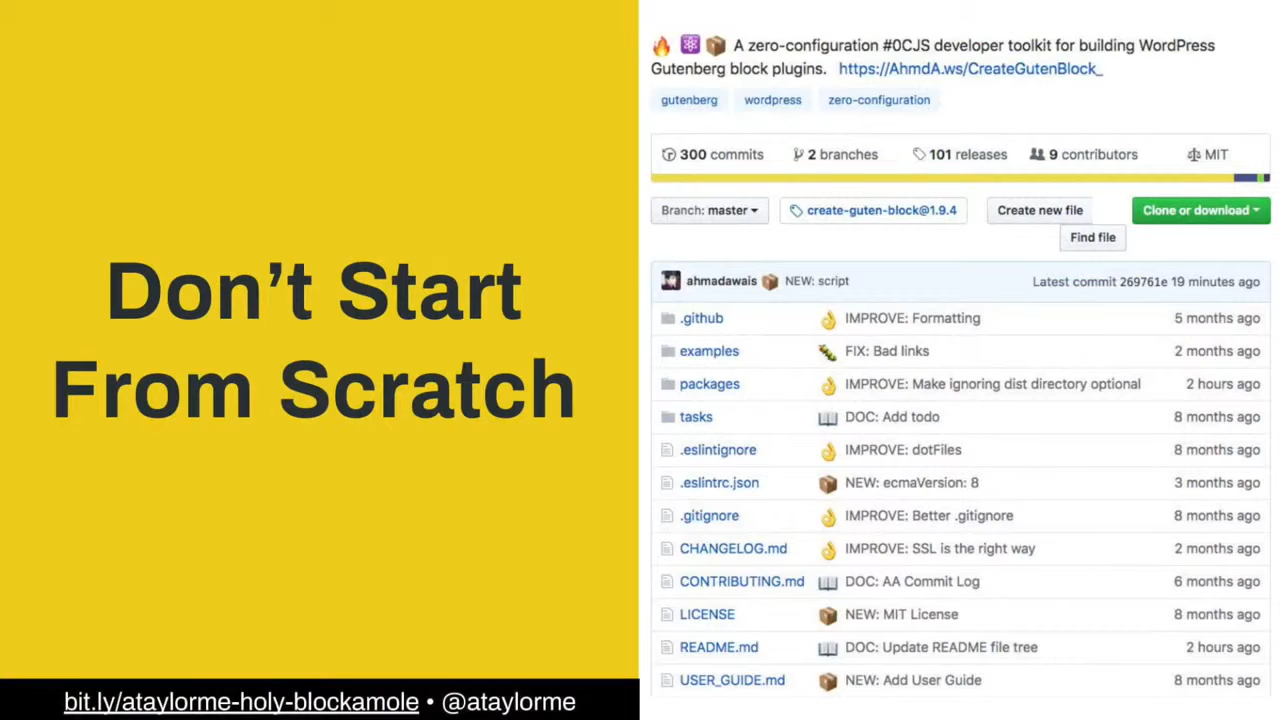 Don’t Start
From Scratch
bit.ly/ataylorme-holy-blockamole • @ataylorme
🔥 ⚛️ 📦 A zero-configuration #0CJS developer toolkit for building WordPress
Gutenberg block plugins. https://AhmdA.ws/CreateGutenBlock_
gutenberg wordpress zero-configuration
300 commits 2 branches 101 releases 9 contributors MIT
Branch: master create-guten-block@1.9.4 Create new file Clone or download
Find file
ahmadawais 📦 NEW: script Latest commit 269761e 19 minutes ago
.github 👌 IMPROVE: Formatting 5 months ago
examples 🐛 FIX: Bad links 2 months ago
packages 👌 IMPROVE: Make ignoring dist directory optional 2 hours ago
tasks 📖 DOC: Add todo 8 months ago
.eslintignore 👌 IMPROVE: dotFiles 8 months ago
.eslintrc.json 📦 NEW: ecmaVersion: 8 3 months ago
.gitignore 👌 IMPROVE: Better .gitignore 8 months ago
CHANGELOG.md 👌 IMPROVE: SSL is the right way 2 months ago
CONTRIBUTING.md 📖 DOC: AA Commit Log 6 months ago
LICENSE 📦 NEW: MIT License 8 months ago
README.md 📖 DOC: Update README file tree 2 hours ago
USER_GUIDE.md 📦 NEW: Add User Guide 8 months ago